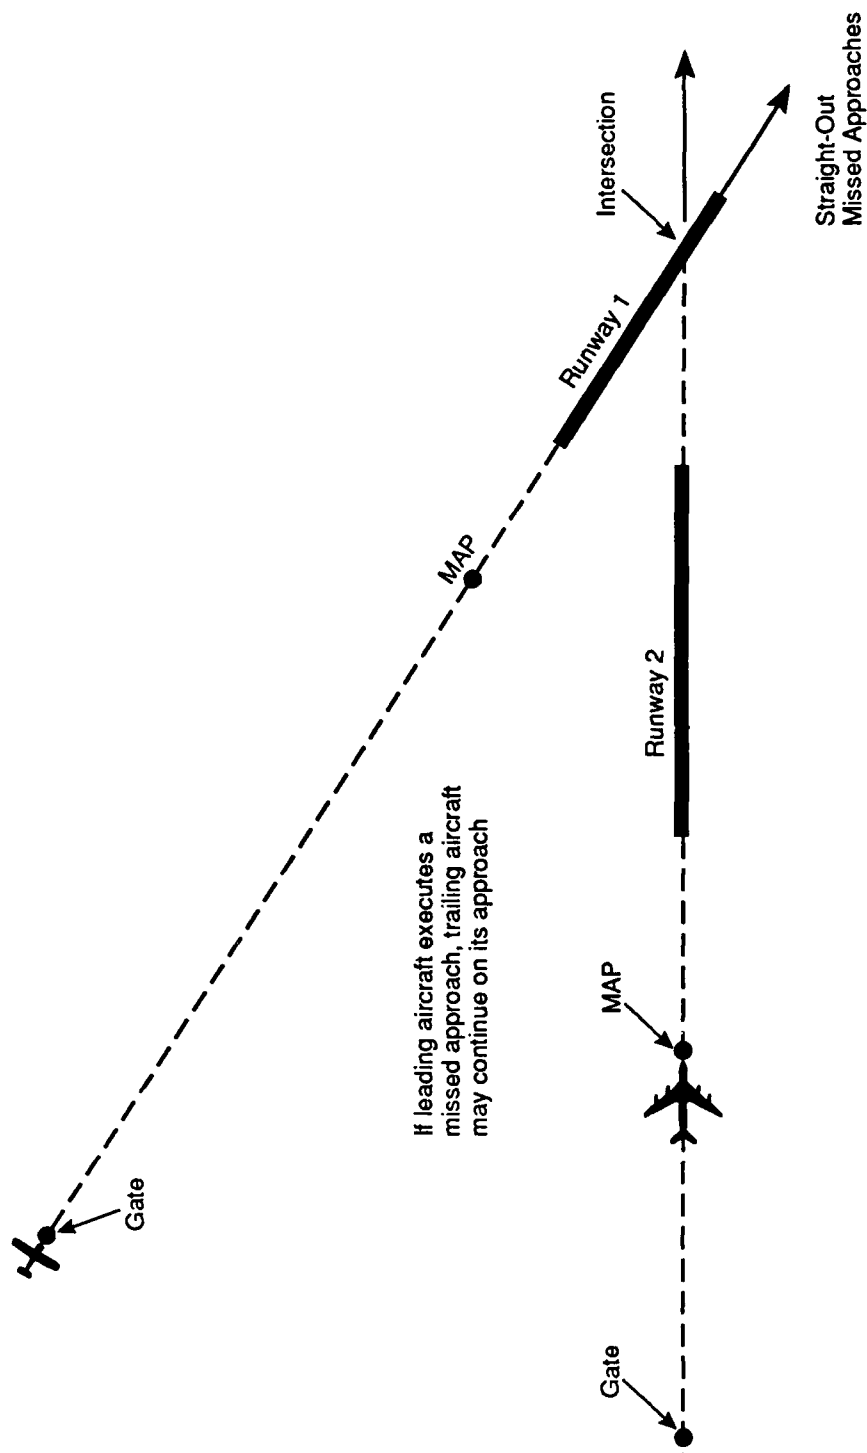 Gate
Gate
MAP
If leading aircraft executes a
missed approach, trailing aircraft
may continue on its approach
MAP
Runway 2
Runway 1
Intersection
Straight-Out
Missed Approaches